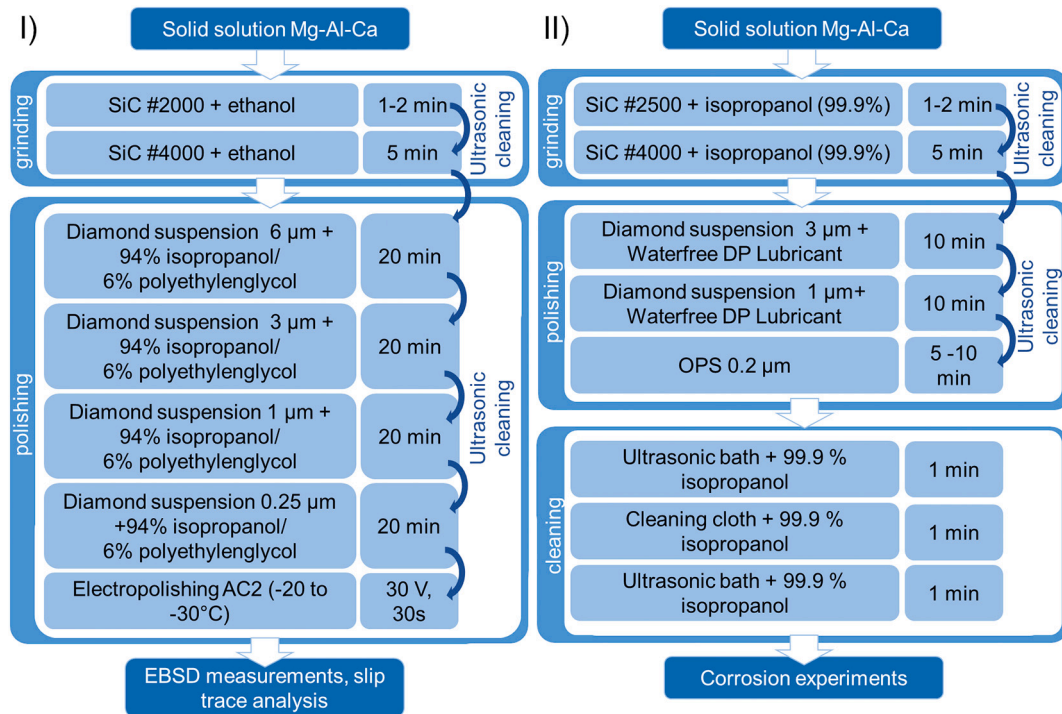 I)
Solid solution Mg-Al-Ca
grinding
SiC #2000 + ethanol
1-2 min
SiC #4000 + ethanol
5 min
Ultrasonic
cleaning
polishing
Diamond suspension 6 µm +
94% isopropanol/
6% polyethylenglycol
20 min
Diamond suspension 3 µm +
94% isopropanol/
6% polyethylenglycol
20 min
Diamond suspension 1 µm +
94% isopropanol/
6% polyethylenglycol
20 min
Diamond suspension 0.25 µm
+94% isopropanol/
6% polyethylenglycol
20 min
Electropolishing AC2 (-20 to
-30°C)
30 V,
30s
Ultrasonic
cleaning
EBSD measurements, slip
trace analysis
II)
Solid solution Mg-Al-Ca
grinding
SiC #2500 + isopropanol (99.9%)
1-2 min
SiC #4000 + isopropanol (99.9%)
5 min
Ultrasonic
cleaning
polishing
Diamond suspension 3 µm +
Waterfree DP Lubricant
10 min
Diamond suspension 1 µm+
Waterfree DP Lubricant
10 min
OPS 0.2 µm
5 -10
min
Ultrasonic
cleaning
cleaning
Ultrasonic bath + 99.9 %
isopropanol
1 min
Cleaning cloth + 99.9 %
isopropanol
1 min
Ultrasonic bath + 99.9 %
isopropanol
1 min
Corrosion experiments